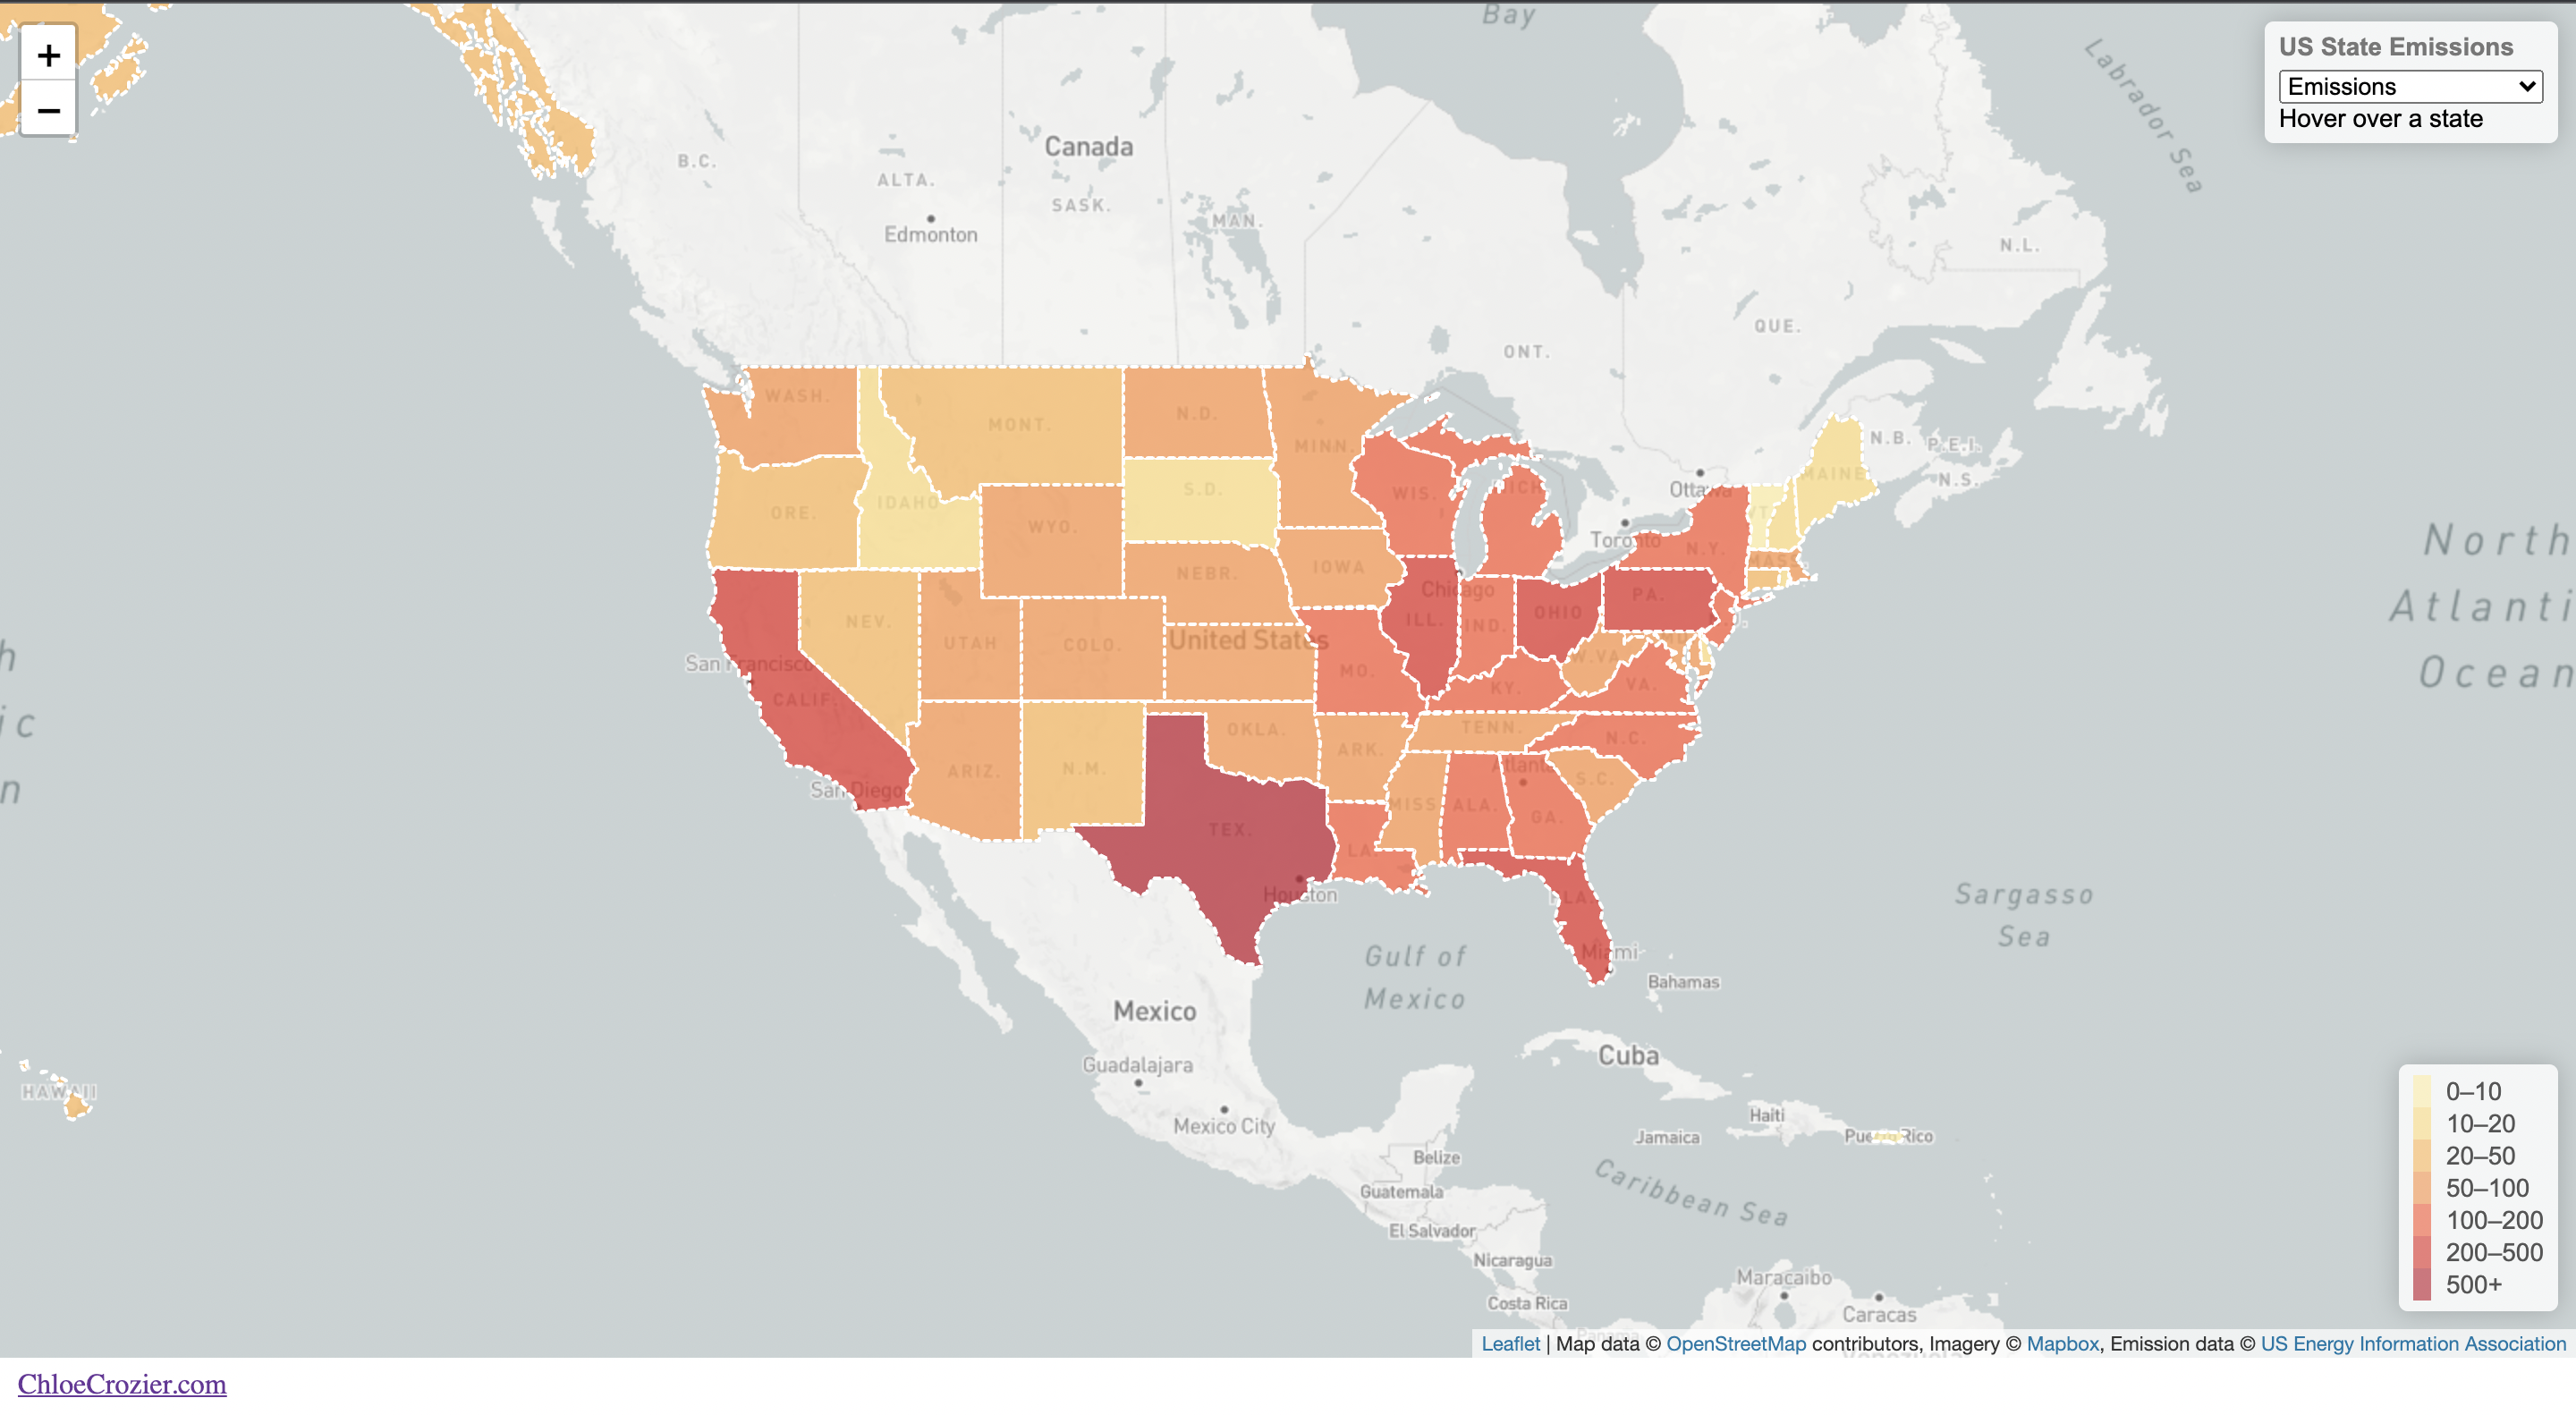 Bay
Labrador Sea
+
−
US State Emissions
Emissions
Hover over a state
Canada
B.C.
ALTA.
SASK.
MAN.
Edmonton
N.L.
QUE.
ONT.
WASH.
MONT.
N.D.
MINN.
N.B.
P.E.I.
MAINE
N.S.
Ottawa
IDAHO
S.D.
WIS.
MICH
ORE.
WYO.
VT.
Toronto
N.Y.
North
Atlanti
Ocean
MASS
NEBR.
IOWA
Chicago
PA.
OHIO
ILL.
IND.
NEV.
UTAH
COLO.
United States
San Francisco
W.VA.
MO.
KY.
VA.
CALIF.
h
ic
n
OKLA.
TENN.
N.C.
ARK.
ARIZ.
N.M.
Atlanta
S.C.
San Diego
MISS
ALA.
GA.
TEX.
LA.
Houston
FLA.
Sargasso
Sea
Gulf of
Mexico
Miami
Bahamas
Mexico
Cuba
Guadalajara
HAWAII
Mexico City
Haiti
Jamaica
Puerto Rico
Belize
Guatemala
Caribbean Sea
El Salvador
Nicaragua
Maracaibo
Costa Rica
Caracas
Panama
Venezuela
0–10
10–20
20–50
50–100
100–200
200–500
500+
Leaflet | Map data © OpenStreetMap contributors, Imagery © Mapbox, Emission data © US Energy Information Association
ChloeCrozier.com